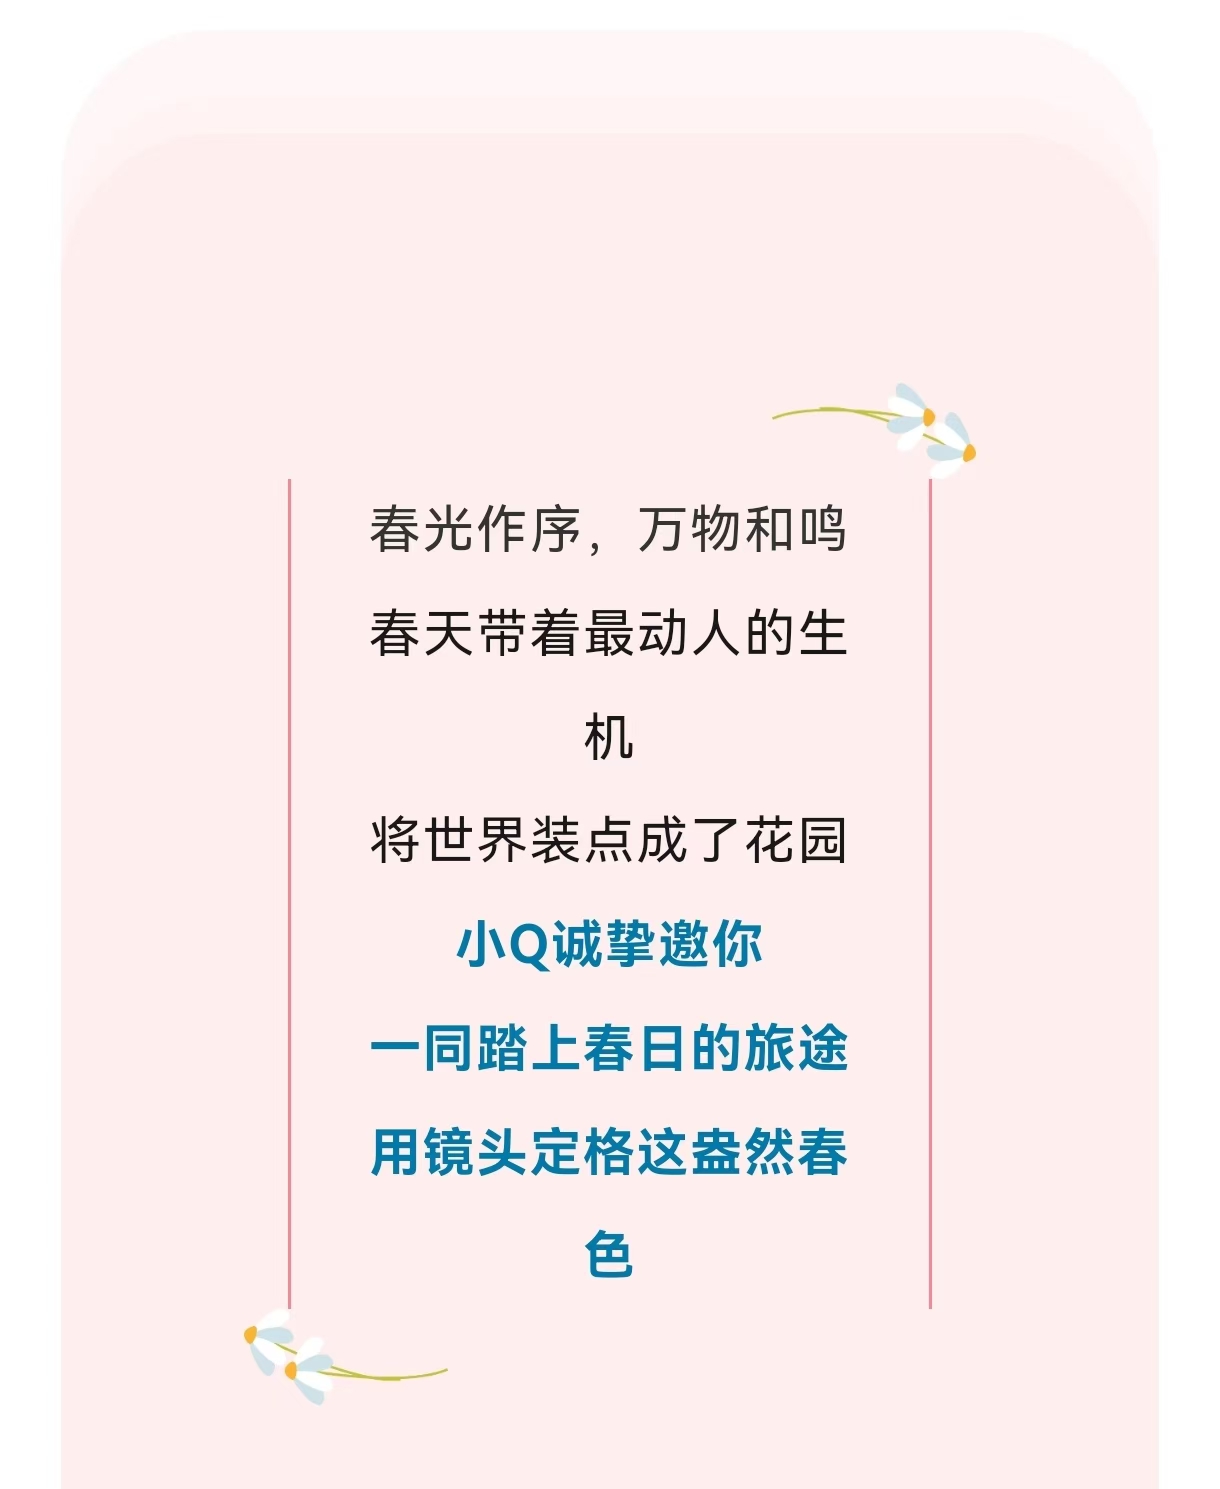 春光作序，万物和鸣
春天带着最动人的生
机
将世界装点成了花园
小Q诚挚邀你
一同踏上春日的旅途
用镜头定格这盎然春
色